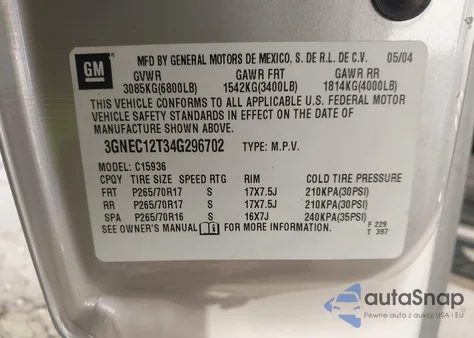 GM
MFD BY GENERAL MOTORS DE MEXICO, S. DE R.L. DE C.V. 05/04
GVWR GAWR FRT GAWR RR
3085KG(6800LB) 1542KG(3400LB) 1814KG(4000LB)
THIS VEHICLE CONFORMS TO ALL APPLICABLE U.S. FEDERAL MOTOR
VEHICLE SAFETY STANDARDS IN EFFECT ON THE DATE OF
MANUFACTURE SHOWN ABOVE.
3GNEC12T34G296702 TYPE: M.P.V.
MODEL: C15936
CPQY TIRE SIZE SPEED RTG RIM COLD TIRE PRESSURE
FRT P265/70R17 S 17X7.5J 210KPA(30PSI)
RR P265/70R17 S 17X7.5J 210KPA(30PSI)
SPA P265/70R16 S 16X7J 240KPA(35PSI)
SEE OWNER'S MANUAL FOR MORE INFORMATION.
F 229
T 397
autoSnap
Pewne auta z aukcji USA i EU